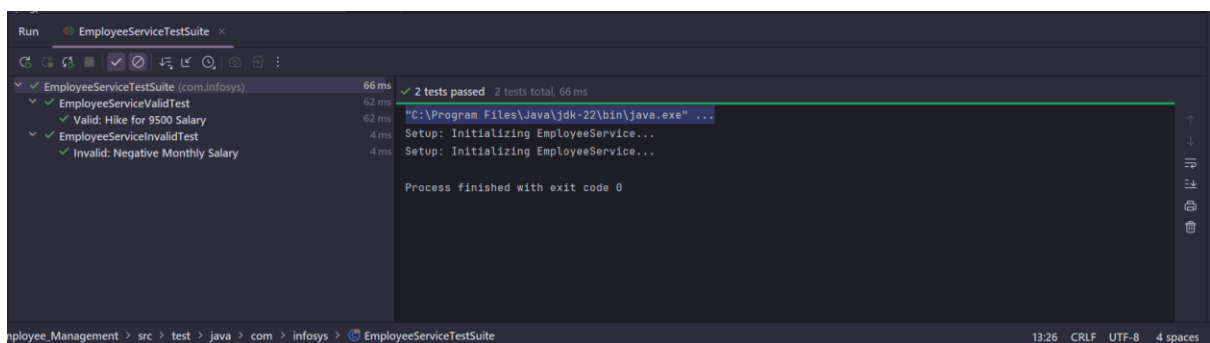 Run EmployeeServiceTestSuite ×
EmployeeServiceTestSuite (com.infosys) 66 ms
EmployeeServiceValidTest 62 ms
Valid: Hike for 9500 Salary 62 ms
EmployeeServiceInvalidTest 4 ms
Invalid: Negative Monthly Salary 4 ms
2 tests passed 2 tests total, 66 ms
"C:\Program Files\Java\jdk-22\bin\java.exe" ...
Setup: Initializing EmployeeService...
Setup: Initializing EmployeeService...
Process finished with exit code 0
mployee_Management > src > test > java > com > infosys > EmployeeServiceTestSuite 13:26 CRLF UTF-8 4 spaces